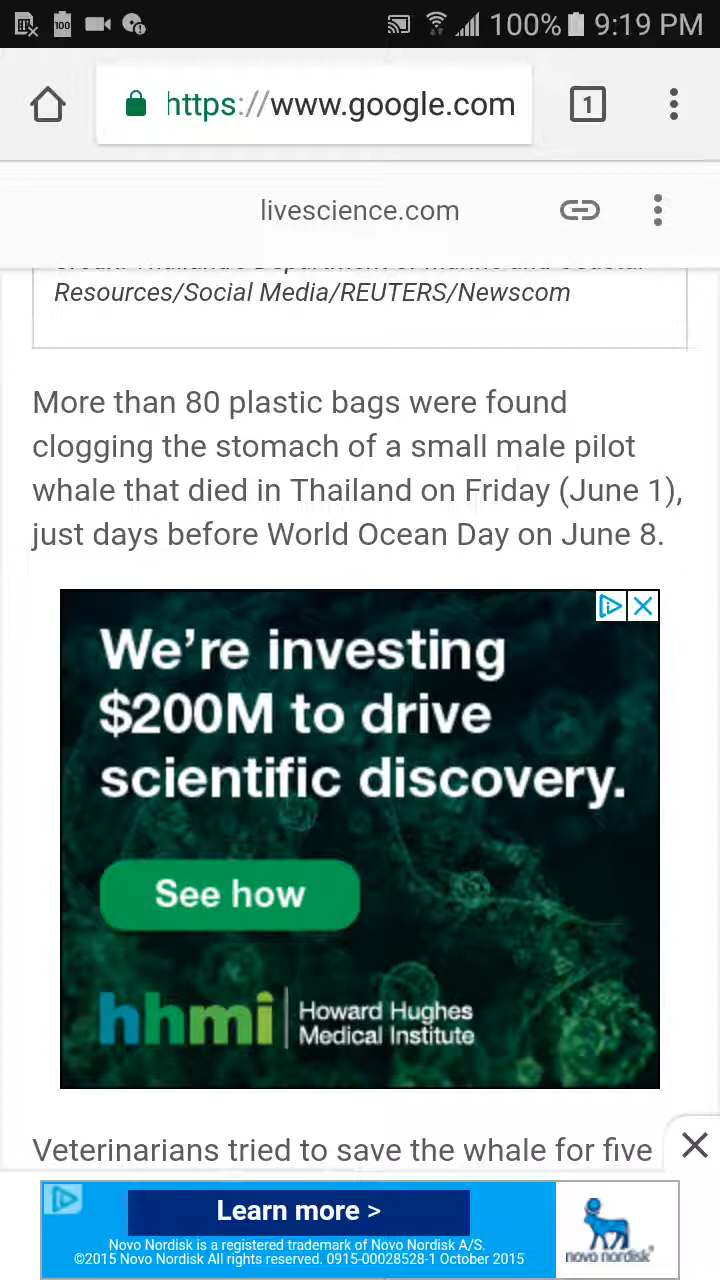 100
100% 9:19 PM
https://www.google.com
1
livescience.com
Resources/Social Media/REUTERS/Newscom
More than 80 plastic bags were found
clogging the stomach of a small male pilot
whale that died in Thailand on Friday (June 1),
just days before World Ocean Day on June 8.
We're investing
$200M to drive
scientific discovery.
See how
hhmi Howard Hughes
Medical Institute
Veterinarians tried to save the whale for five
Learn more >
Novo Nordisk is a registered trademark of Novo Nordisk A/S.
©2015 Novo Nordisk All rights reserved. 0915-00028528-1 October 2015
novo nordisk